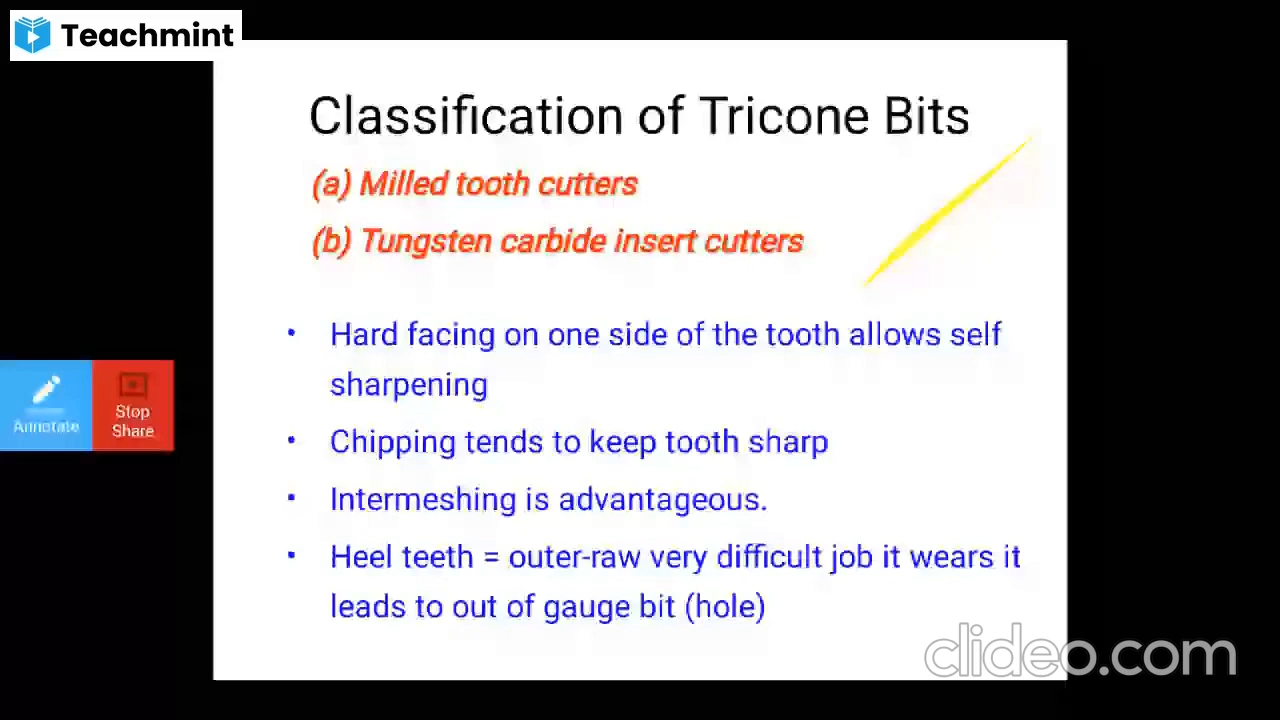 Teachmint
Classification of Tricone Bits
(a) Milled tooth cutters
(b) Tungsten carbide insert cutters
• Hard facing on one side of the tooth allows self
sharpening
• Chipping tends to keep tooth sharp
• Intermeshing is advantageous.
• Heel teeth = outer-raw very difficult job it wears it
leads to out of gauge bit (hole)
Annotate
Stop
Share
clideo.com